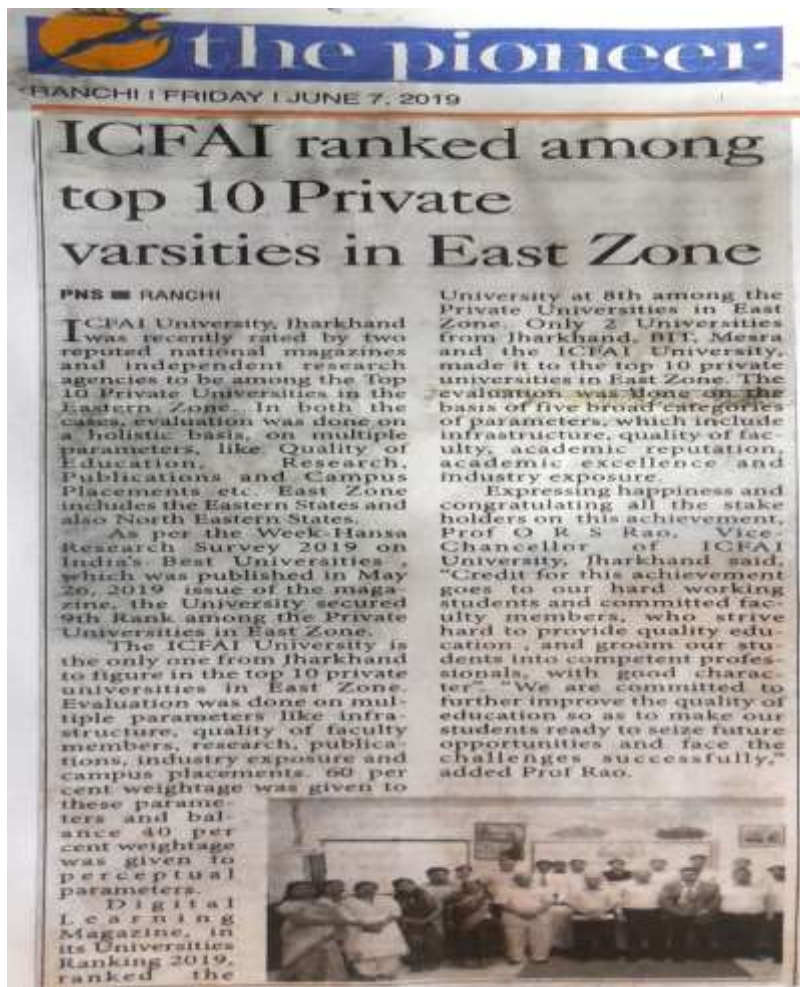 the pioneer
RANCHI | FRIDAY | JUNE 7, 2019
ICFAI ranked among
top 10 Private
varsities in East Zone
PNS ■ RANCHI
ICFAI University, Jharkhand
was recently rated by two
reputed national magazines
and independent research
agencies to be among the Top
10 Private Universities in the
Eastern Zone. In both the
cases, evaluation was done on
a holistic basis, on multiple
parameters, like Quality of
Education, Research,
Publications and Campus
Placements etc. East Zone
includes the Eastern States and
also North Eastern States.
As per the Week-Hansa
Research Survey 2019 on
India's Best Universities ,
which was published in May
26, 2019 issue of the maga-
zine, the University secured
9th Rank among the Private
Universities in East Zone.
The ICFAI University is
the only one from Jharkhand
to figure in the top 10 private
universities in East Zone.
Evaluation was done on mul-
tiple parameters like infra-
structure, quality of faculty
members, research, publica-
tions, industry exposure and
campus placements. 60 per
cent weightage was given to
these parame-
ters and bal-
ance 40 per
cent weightage
was given to
perceptual
parameters.
Digital
Learning
Magazine, in
its Universities
Ranking 2019,
ranked the
University at 8th among the
Private Universities in East
Zone. Only 2 Universities
from Jharkhand, BIT, Mesra
and the ICFAI University,
made it to the top 10 private
universities in East Zone. The
evaluation was done on the
basis of five broad categories
of parameters, which include
infrastructure, quality of fac-
ulty, academic reputation,
academic excellence and
industry exposure.
Expressing happiness and
congratulating all the stake
holders on this achievement,
Prof O R S Rao, Vice-
Chancellor of ICFAI
University, Jharkhand said,
"Credit for this achievement
goes to our hard working
students and committed fac-
ulty members, who strive
hard to provide quality edu-
cation , and groom our stu-
dents into competent profes-
sionals, with good charac-
ter". "We are committed to
further improve the quality of
education so as to make our
students ready to seize future
opportunities and face the
challenges successfully,"
added Prof Rao.